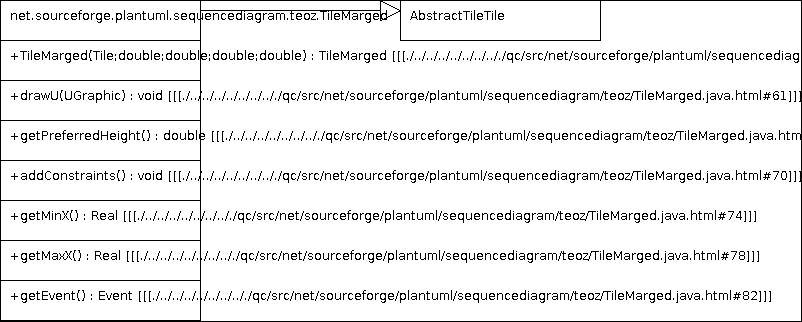 net.sourceforge.plantuml.sequencediagram.teoz.TileMarged
AbstractTileTile
+TileMarged(Tile;double;double;double;double) : TileMarged [[[./../../../../../../../../qc/src/net/sourceforge/plantuml/sequencediag
+drawU(UGraphic) : void [[[./../../../../../../../../qc/src/net/sourceforge/plantuml/sequencediagram/teoz/TileMarged.java.html#61]]]
+getPreferredHeight() : double [[[./../../../../../../../../qc/src/net/sourceforge/plantuml/sequencediagram/teoz/TileMarged.java.htm
+addConstraints() : void [[[./../../../../../../../../qc/src/net/sourceforge/plantuml/sequencediagram/teoz/TileMarged.java.html#70]]]
+getMinX() : Real [[[./../../../../../../../../qc/src/net/sourceforge/plantuml/sequencediagram/teoz/TileMarged.java.html#74]]]
+getMaxX() : Real [[[./../../../../../../../../qc/src/net/sourceforge/plantuml/sequencediagram/teoz/TileMarged.java.html#78]]]
+getEvent() : Event [[[./../../../../../../../../qc/src/net/sourceforge/plantuml/sequencediagram/teoz/TileMarged.java.html#82]]]